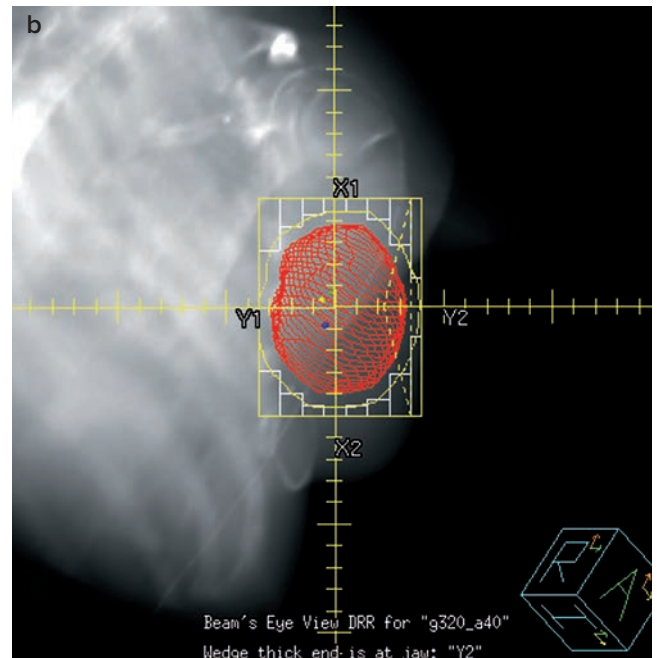 b
X1
Y1
Y2
X2
R
A
Beam's Eye View DRR for "g320_a40"
Wedge thick end is at jaw: "Y2"